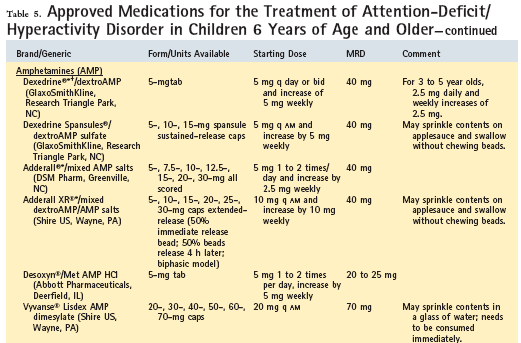 Table 5. Approved Medications for the Treatment of Attention-Deficit/
Hyperactivity Disorder in Children 6 Years of Age and Older—continued
Brand/Generic Form/Units Available Starting Dose MRD Comment
Amphetamines (AMP)
Dexedrine®*†/dextroAMP 5-mgtab 5 mg q day or bid 40 mg For 3 to 5 year olds,
(GlaxoSmithKline, and increase of 2.5 mg daily and
Research Triangle Park, 5 mg weekly weekly increases of
NC) 2.5 mg.
Dexedrine Spansules®/ 5-, 10-, 15-mg spansule 5 mg q AM and 40 mg May sprinkle contents on
dextroAMP sulfate sustained-release caps increase by 5 mg applesauce and swallow
(GlaxoSmithKline, Research weekly without chewing beads.
Triangle Park, NC)
Adderall®*/mixed AMP salts 5-, 7.5-, 10-, 12.5-, 5 mg 1 to 2 times/ 40 mg
(DSM Pharm, Greenville, 15-, 20-, 30-mg all day and increase by
NC) scored 2.5 mg weekly
Adderall XR®*/mixed 5-, 10-, 15-, 20-, 25-, 10 mg q AM and 40 mg May sprinkle contents on
dextroAMP/AMP salts 30-mg caps extended- increase by 10 mg applesauce and swallow
(Shire US, Wayne, PA) release (50% weekly without chewing beads.
immediate release
bead; 50% beads
release 4 h later;
biphasic model)
Desoxyn®/Met AMP HCl 5-mg tab 5 mg 1 to 2 times 20 to 25 mg
(Abbott Pharmaceuticals, per day, increase by
Deerfield, IL) 5 mg weekly
Vyvanse® Lisdex AMP 20-, 30-, 40-, 50-, 60-, 20 mg q AM 70 mg May sprinkle contents in
dimesylate (Shire US, 70-mg caps a glass of water; needs
Wayne, PA) to be consumed
immediately.